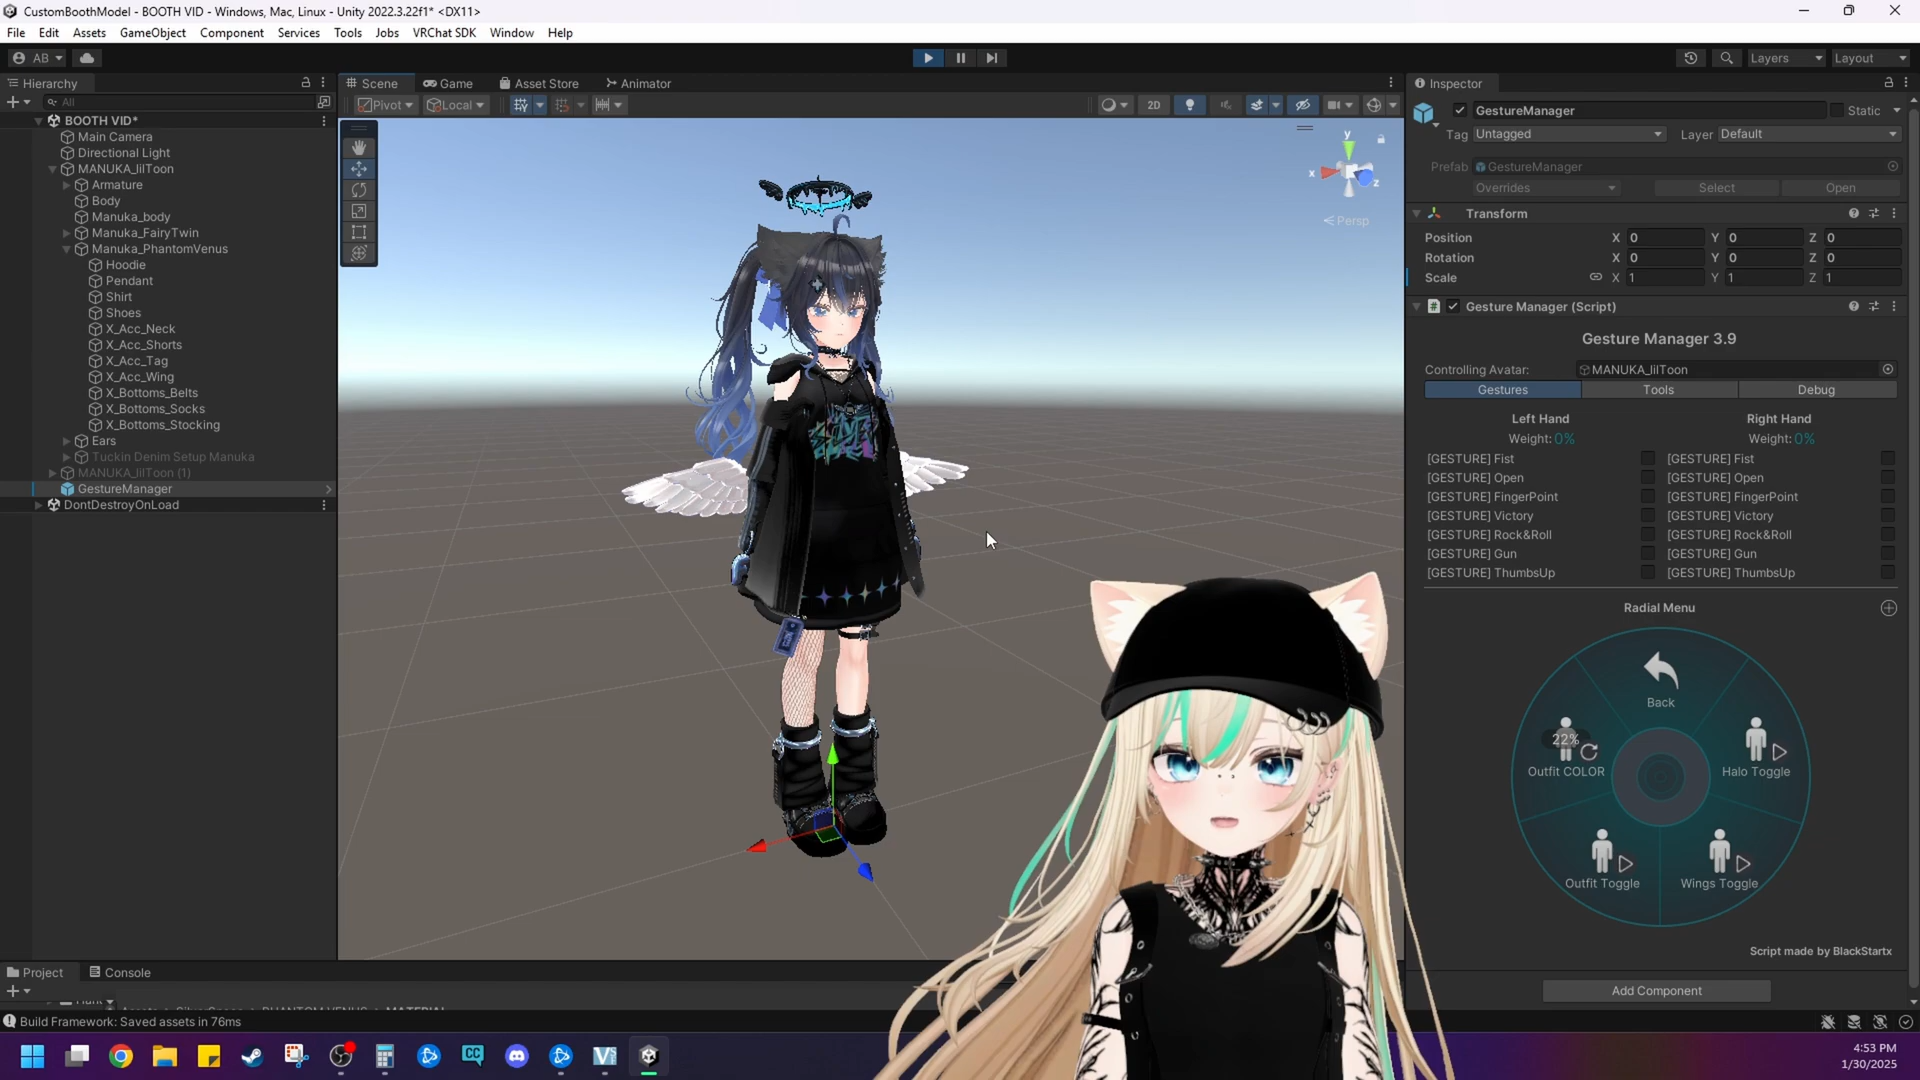 CustomBoothModel - BOOTH VID - Windows, Mac, Linux - Unity 2022.3.22f1* <DX11>
File Edit Assets GameObject Component Services Tools Jobs VRChat SDK Window Help
AB Layers Layout
Hierarchy
All
BOOTH VID*
Main Camera
Directional Light
MANUKA_lilToon
Armature
Body
Manuka_body
Manuka_FairyTwin
Manuka_PhantomVenus
Hoodie
Pendant
Shirt
Shoes
X_Acc_Neck
X_Acc_Shorts
X_Acc_Tag
X_Acc_Wing
X_Bottoms_Belts
X_Bottoms_Socks
X_Bottoms_Stocking
Ears
Tuckin Denim Setup Manuka
MANUKA_lilToon (1)
GestureManager
DontDestroyOnLoad
Scene Game Asset Store Animator
Pivot Local 2D
y
x
z
Persp
Inspector
GestureManager Static
Tag Untagged Layer Default
Prefab GestureManager
Overrides Select Open
Transform
Position X 0 Y 0 Z 0
Rotation X 0 Y 0 Z 0
Scale X 1 Y 1 Z 1
Gesture Manager (Script)
Gesture Manager 3.9
Controlling Avatar: MANUKA_lilToon
Gestures Tools Debug
Left Hand Right Hand
Weight: 0% Weight: 0%
[GESTURE] Fist [GESTURE] Fist
[GESTURE] Open [GESTURE] Open
[GESTURE] FingerPoint [GESTURE] FingerPoint
[GESTURE] Victory [GESTURE] Victory
[GESTURE] Rock&Roll [GESTURE] Rock&Roll
[GESTURE] Gun [GESTURE] Gun
[GESTURE] ThumbsUp [GESTURE] ThumbsUp
Radial Menu
Back
22%
Outfit COLOR Halo Toggle
Outfit Toggle Wings Toggle
Script made by BlackStartx
Add Component
Project Console
Build Framework: Saved assets in 76ms
CC
4:53 PM
1/30/2025